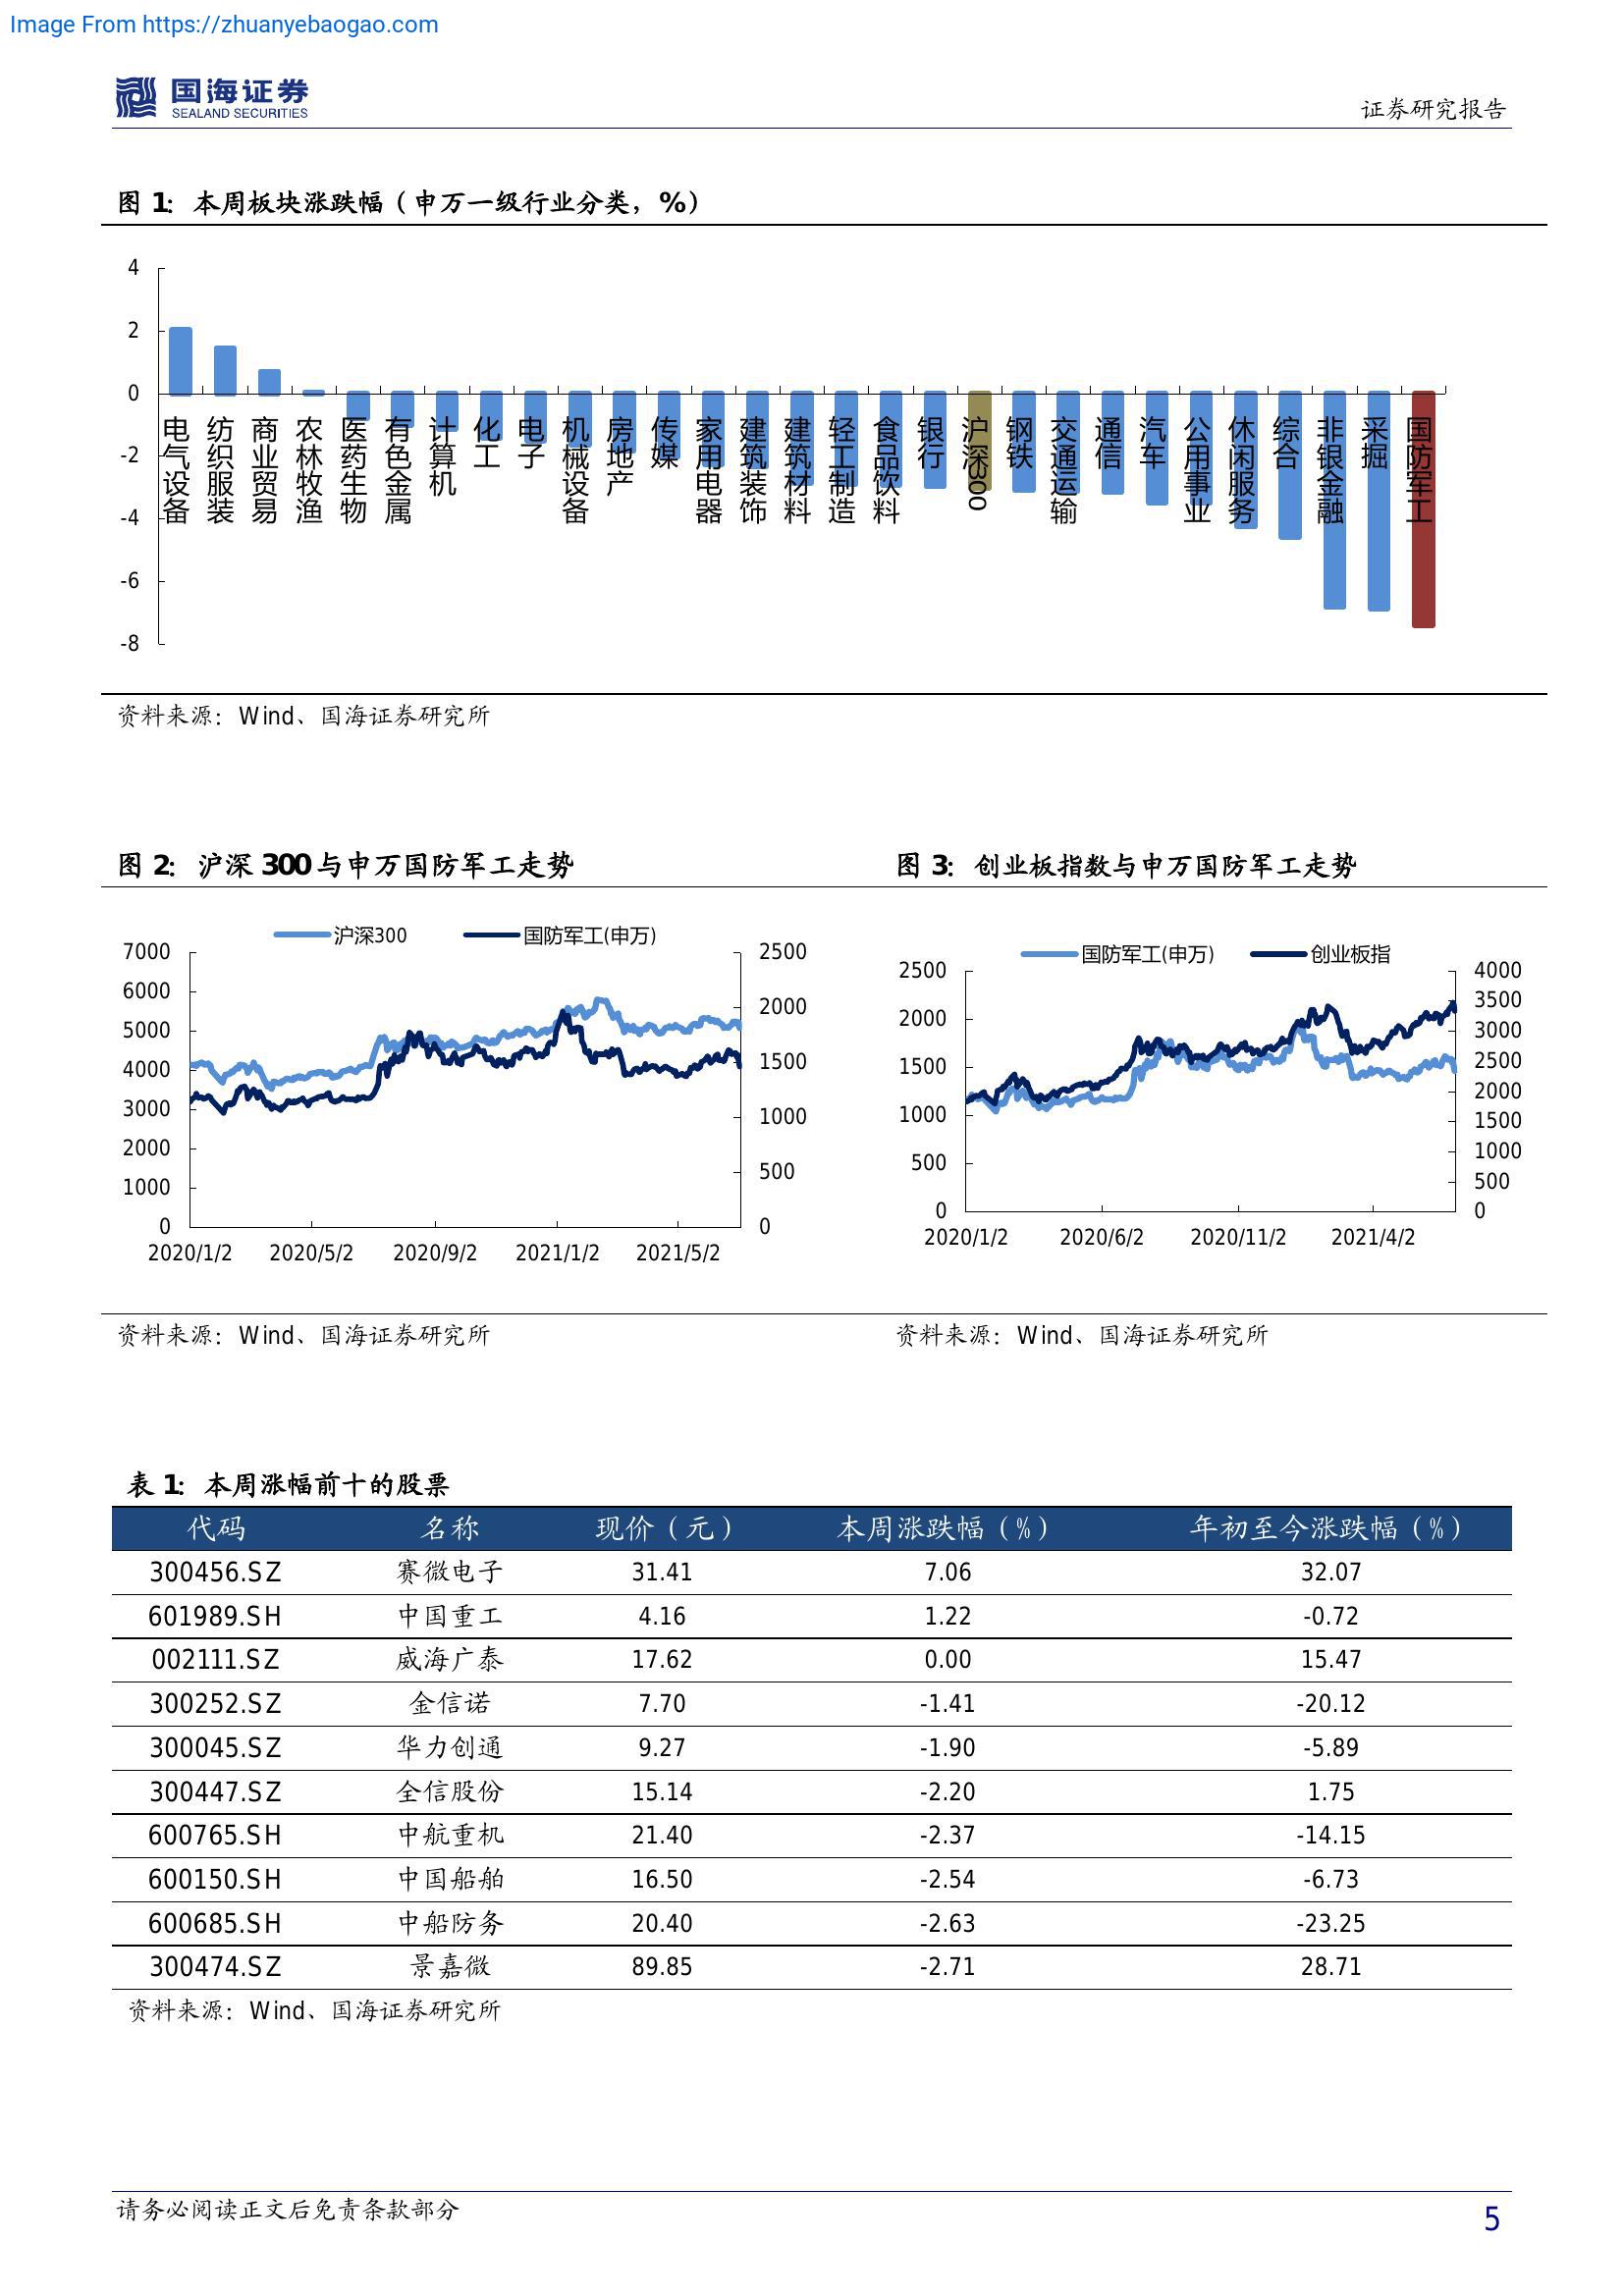 Image From https://zhuanyebaogao.com
国海证券
SEALAND SECURITIES
证券研究报告
图 1：本周板块涨跌幅（申万一级行业分类，%）
4
2
0
-2
-4
-6
-8
电气设备
纺织服装
商业贸易
农林牧渔
医药生物
有色金属
计算机
化工
电子
机械设备
房地产
传媒
家用电器
建筑装饰
建筑材料
轻工制造
食品饮料
银行
沪深300
钢铁
交通运输
通信
汽车
公用事业
休闲服务
综合
非银金融
采掘
国防军工
资料来源：Wind、国海证券研究所
图 2：沪深 300 与申万国防军工走势
沪深300 国防军工(申万)
7000
6000
5000
4000
3000
2000
1000
0
2500
2000
1500
1000
500
0
2020/1/2 2020/5/2 2020/9/2 2021/1/2 2021/5/2
资料来源：Wind、国海证券研究所
图 3：创业板指数与申万国防军工走势
国防军工(申万) 创业板指
2500
2000
1500
1000
500
0
4000
3500
3000
2500
2000
1500
1000
500
0
2020/1/2 2020/6/2 2020/11/2 2021/4/2
资料来源：Wind、国海证券研究所
表 1：本周涨幅前十的股票
代码 名称 现价（元） 本周涨跌幅（%） 年初至今涨跌幅（%）
300456.SZ 赛微电子 31.41 7.06 32.07
601989.SH 中国重工 4.16 1.22 -0.72
002111.SZ 威海广泰 17.62 0.00 15.47
300252.SZ 金信诺 7.70 -1.41 -20.12
300045.SZ 华力创通 9.27 -1.90 -5.89
300447.SZ 全信股份 15.14 -2.20 1.75
600765.SH 中航重机 21.40 -2.37 -14.15
600150.SH 中国船舶 16.50 -2.54 -6.73
600685.SH 中船防务 20.40 -2.63 -23.25
300474.SZ 景嘉微 89.85 -2.71 28.71
资料来源：Wind、国海证券研究所
请务必阅读正文后免责条款部分
5